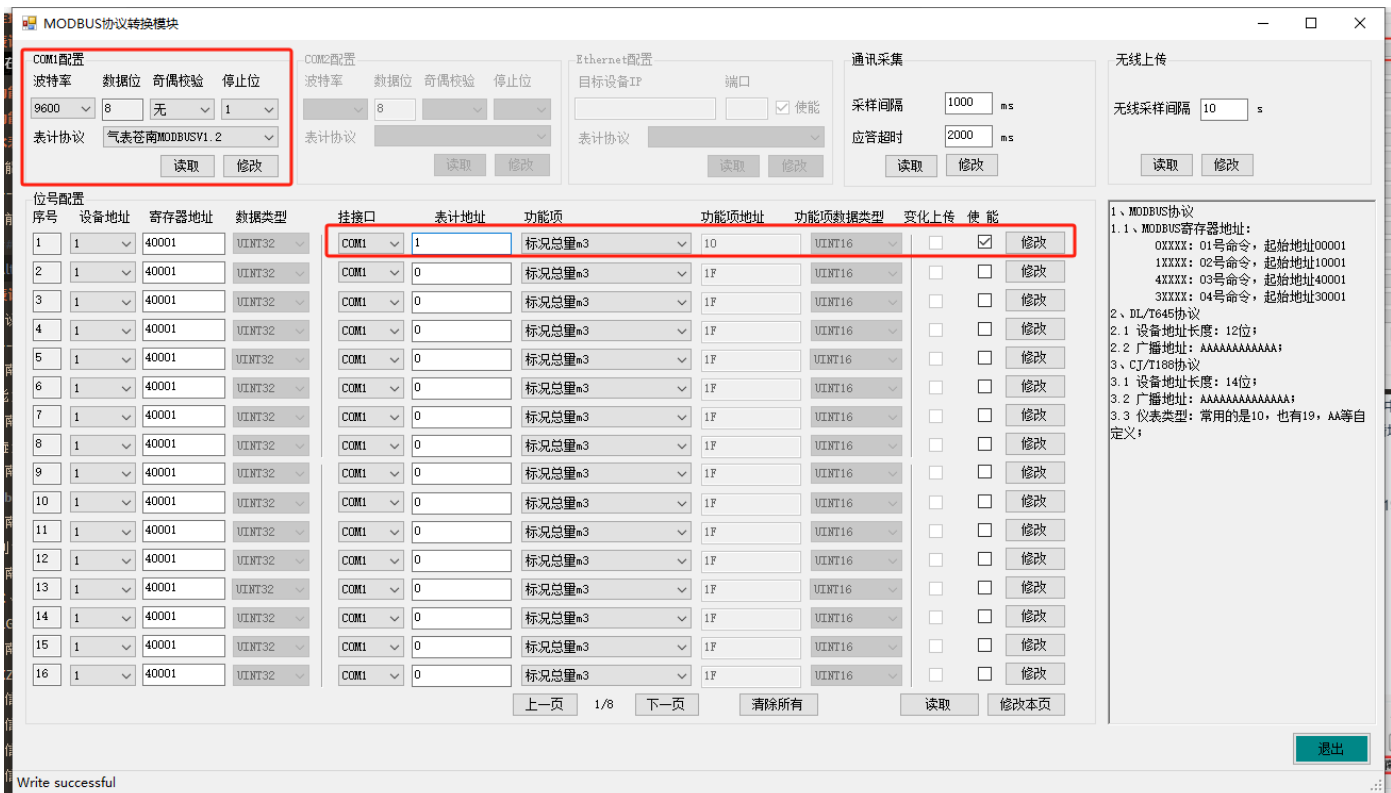 MODBUS协议转换模块
COM1配置
波特率 数据位 奇偶校验 停止位
9600 8 无 1
表计协议 气表苍南MODBUSV1.2
读取 修改
COM2配置
波特率 数据位 奇偶校验 停止位
8
表计协议
读取 修改
Ethernet配置
目标设备IP 端口
使能
表计协议
读取 修改
通讯采集
采样间隔 1000 ms
应答超时 2000 ms
读取 修改
无线上传
无线采样间隔 10 s
读取 修改
位号配置
序号 设备地址 寄存器地址 数据类型 挂接口 表计地址 功能项 功能项地址 功能项数据类型 变化上传 使 能
1 1 40001 UINT32 COM1 1 标况总量m3 10 UINT16 修改
2 1 40001 UINT32 COM1 0 标况总量m3 1F UINT16 修改
3 1 40001 UINT32 COM1 0 标况总量m3 1F UINT16 修改
4 1 40001 UINT32 COM1 0 标况总量m3 1F UINT16 修改
5 1 40001 UINT32 COM1 0 标况总量m3 1F UINT16 修改
6 1 40001 UINT32 COM1 0 标况总量m3 1F UINT16 修改
7 1 40001 UINT32 COM1 0 标况总量m3 1F UINT16 修改
8 1 40001 UINT32 COM1 0 标况总量m3 1F UINT16 修改
9 1 40001 UINT32 COM1 0 标况总量m3 1F UINT16 修改
10 1 40001 UINT32 COM1 0 标况总量m3 1F UINT16 修改
11 1 40001 UINT32 COM1 0 标况总量m3 1F UINT16 修改
12 1 40001 UINT32 COM1 0 标况总量m3 1F UINT16 修改
13 1 40001 UINT32 COM1 0 标况总量m3 1F UINT16 修改
14 1 40001 UINT32 COM1 0 标况总量m3 1F UINT16 修改
15 1 40001 UINT32 COM1 0 标况总量m3 1F UINT16 修改
16 1 40001 UINT32 COM1 0 标况总量m3 1F UINT16 修改
上一页 1/8 下一页 清除所有 读取 修改本页
1、MODBUS协议
1.1、MODBUS寄存器地址:
0XXXX: 01号命令，起始地址00001
1XXXX: 02号命令，起始地址10001
4XXXX: 03号命令，起始地址40001
3XXXX: 04号命令，起始地址30001
2、DL/T645协议
2.1 设备地址长度: 12位;
2.2 广播地址: AAAAAAAAAAAA;
3、CJ/T188协议
3.1 设备地址长度: 14位;
3.2 广播地址: AAAAAAAAAAAAAA;
3.3 仪表类型: 常用的是10，也有19，AA等自
定义;
退出
Write successful